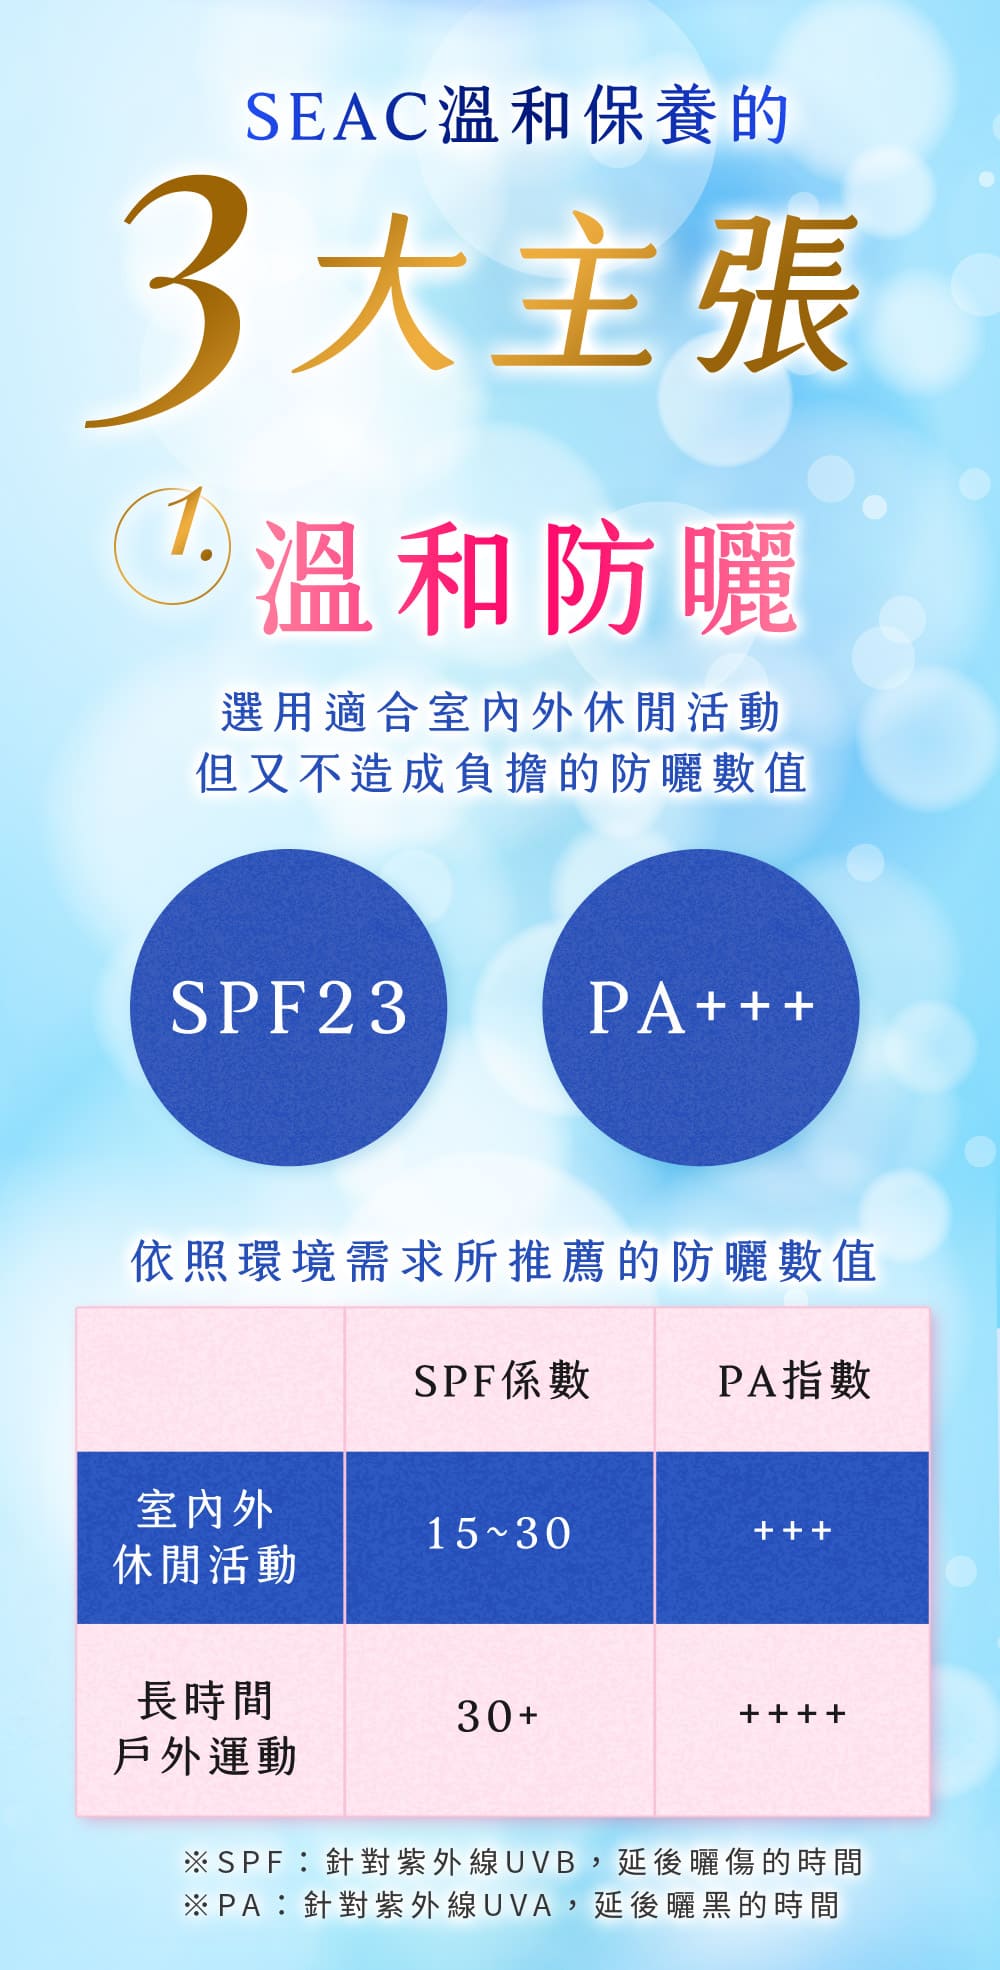 SEAC溫和保養的
3大主張
1.
溫和防曬
選用適合室內外休閒活動
但又不造成負擔的防曬數值
SPF23
PA+++
依照環境需求所推薦的防曬數值
SPF係數 PA指數
室內外
休閒活動
15~30 +++
長時間
戶外運動
30+ ++++
※SPF：針對紫外線UVB，延後曬傷的時間
※PA：針對紫外線UVA，延後曬黑的時間